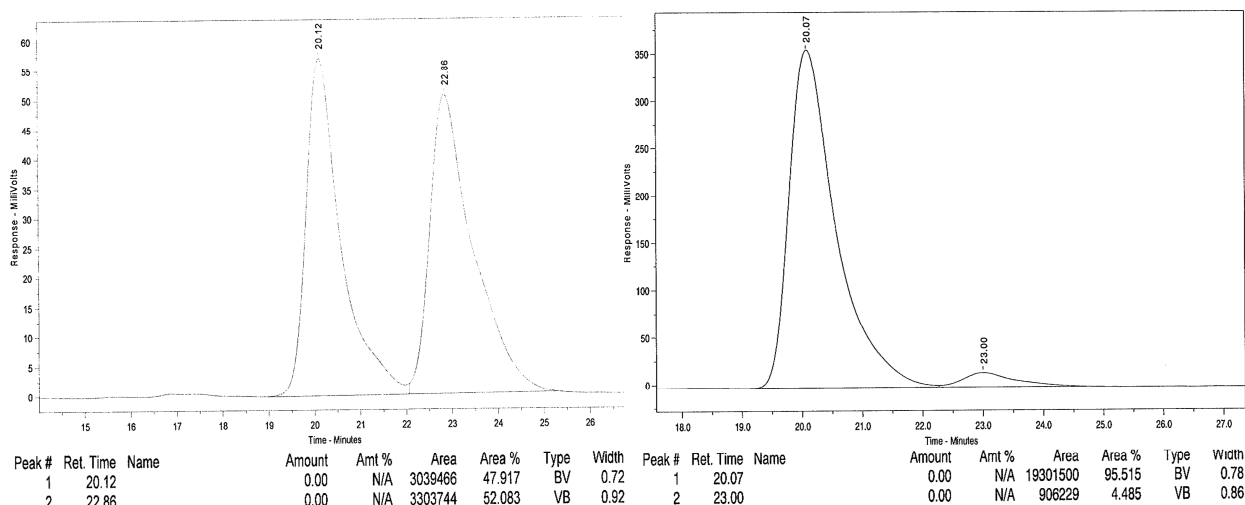 20.12
22.86
60
55
50
45
40
35
30
25
20
15
10
5
0
Response - MilliVolts
15 16 17 18 19 20 21 22 23 24 25 26
Time - Minutes
Peak # Ret. Time Name Amount Amt % Area Area % Type Width
1 20.12 0.00 N/A 3039466 47.917 BV 0.72
2 22.86 0.00 N/A 3303744 52.083 VB 0.92
20.07
23.00
350
300
250
200
150
100
50
0
Response - MilliVolts
18.0 19.0 20.0 21.0 22.0 23.0 24.0 25.0 26.0 27.0
Time - Minutes
Peak # Ret. Time Name Amount Amt % Area Area % Type Width
1 20.07 0.00 N/A 19301500 95.515 BV 0.78
2 23.00 0.00 N/A 906229 4.485 VB 0.86